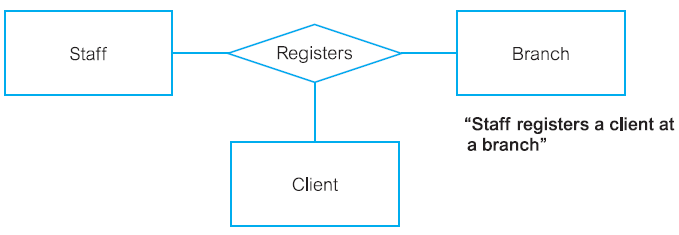 Staff
Registers
Branch
“Staff registers a client at
a branch”
Client